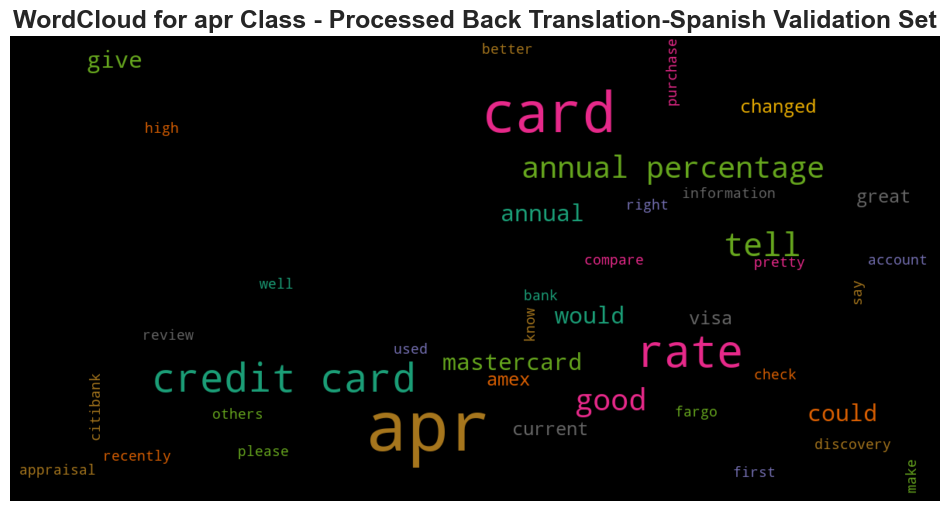 WordCloud for apr Class - Processed Back Translation-Spanish Validation Set
better
purchase
give
card
changed
high
annual percentage
information
great
right
annual
tell
compare
pretty
account
well
bank
say
know
would
visa
review
used
rate
mastercard
amex
check
credit card
citibank
good
others
fargo
could
apr
current
please
discovery
recently
appraisal
first
make